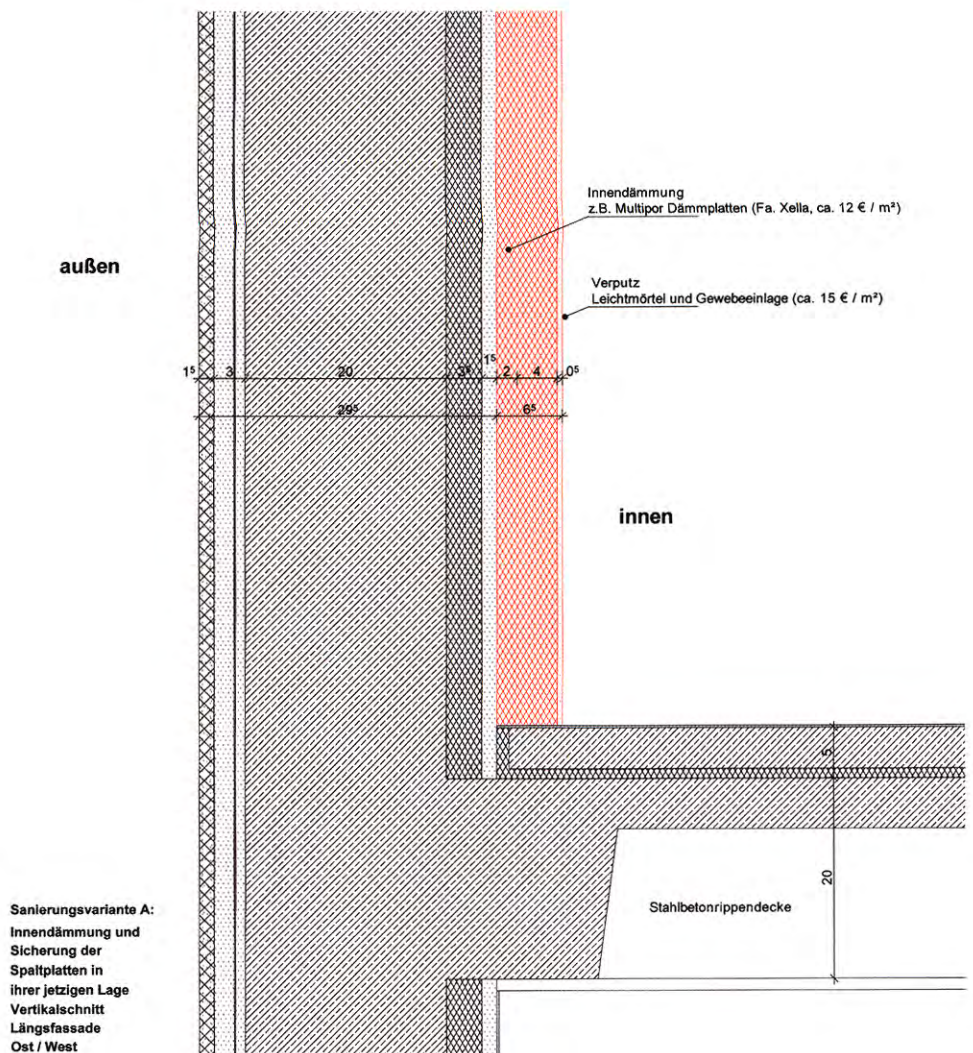 Innendämmung
z.B. Multipor Dämmplatten (Fa. Xella, ca. 12 € / m²)
außen
Verputz
Leichtmörtel und Gewebeeinlage (ca. 15 € / m²)
1⁵ 3 20 3⁵ 1⁵ 2 4 0⁵
29⁵ 6⁵
innen
5
20
Stahlbetonrippendecke
Sanierungsvariante A:
Innendämmung und
Sicherung der
Spaltplatten in
ihrer jetzigen Lage
Vertikalschnitt
Längsfassade
Ost / West